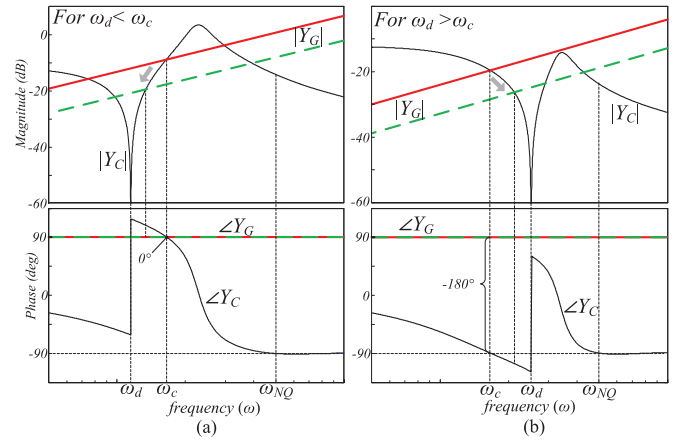 For ω_d < ω_c
|Y_G|
|Y_C|
Magnitude (dB)
0
-20
-40
-60
∠Y_G
0°
∠Y_C
Phase (deg)
90
0
-90
ω_d
ω_c
ω_NQ
frequency (ω)
(a)
For ω_d >ω_c
|Y_G|
|Y_C|
-20
-40
-60
∠Y_G
-180°
∠Y_C
90
0
-90
ω_c
ω_d
ω_NQ
frequency (ω)
(b)